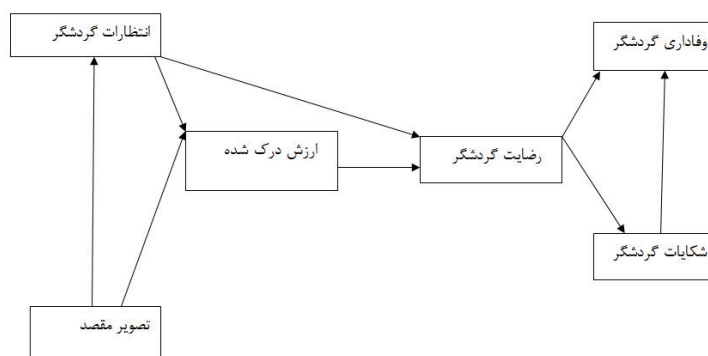 انتظارات گردشگر
وفاداری گردشگر
ارزش درک شده
رضایت گردشگر
شکایات گردشگر
تصویر مقصد